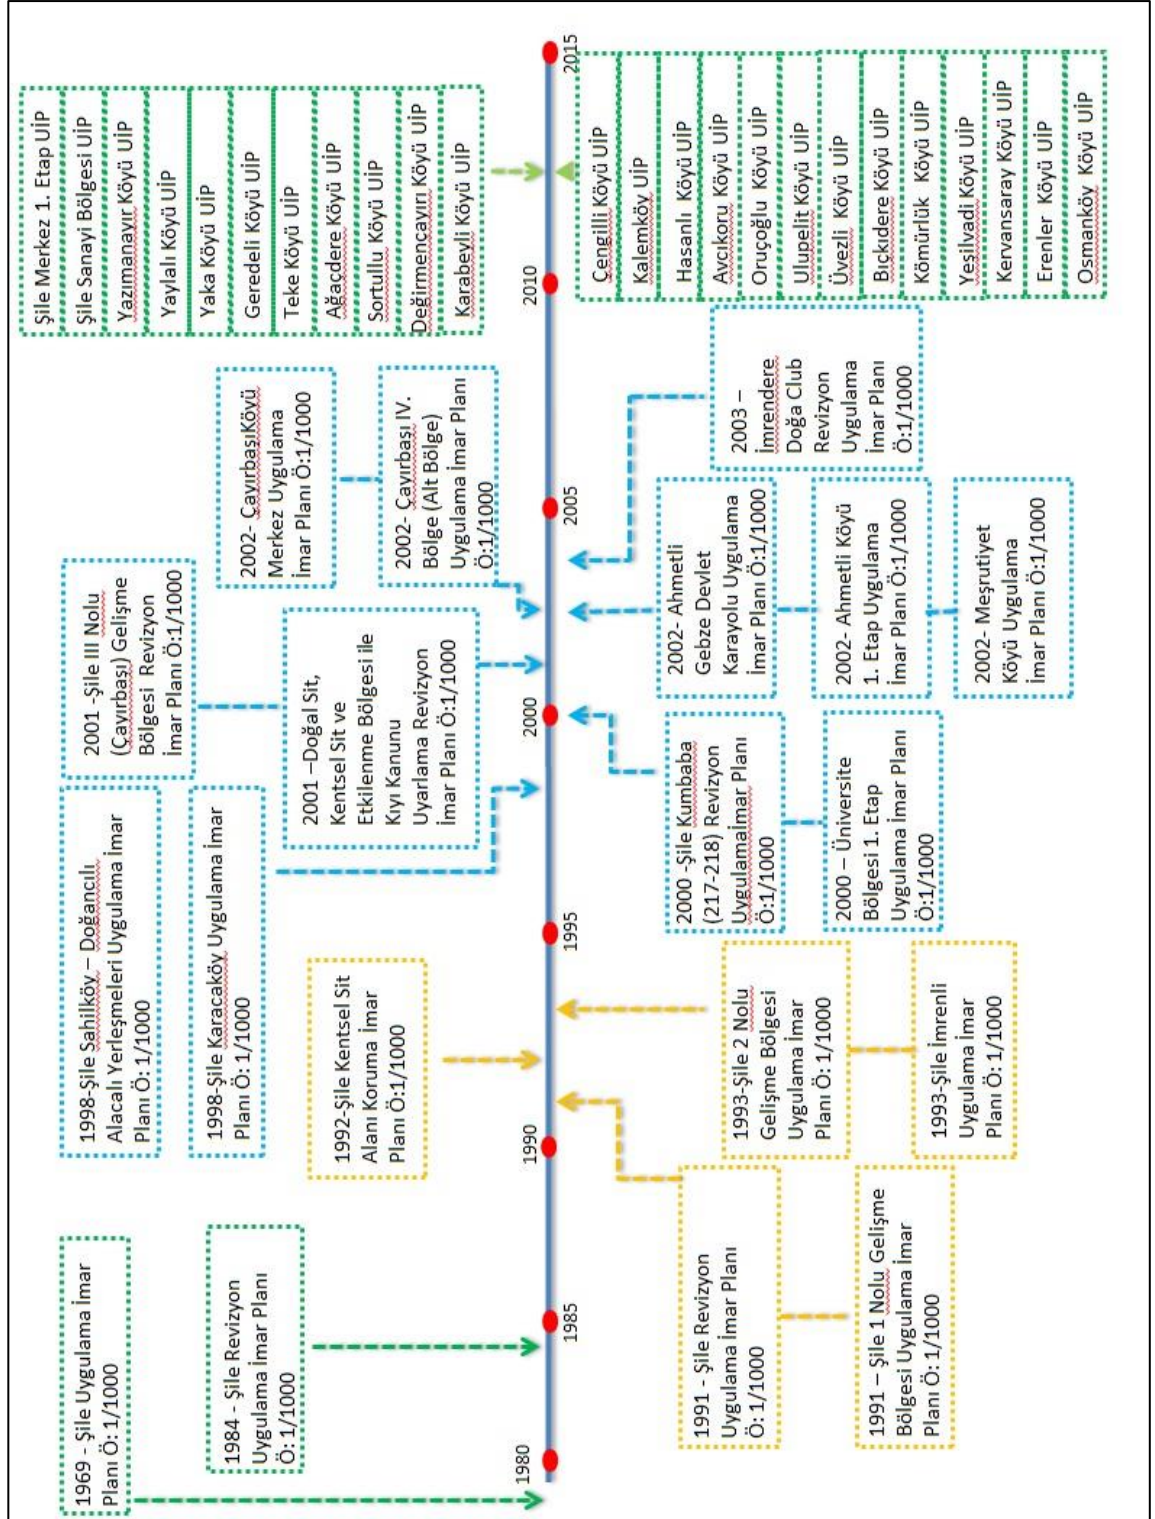 1969 - Şile Uygulama İmar
Planı Ö: 1/1000
1984 - Şile Revizyon
Uygulama İmar Planı
Ö: 1/1000
1998-Şile Sahilköy – Doğancılı
Alacalı Yerleşmeleri Uygulama İmar
Planı Ö: 1/1000
1998-Şile Karacaköy Uygulama İmar
Planı Ö: 1/1000
1992-Şile Kentsel Sit
Alanı Koruma İmar
Planı Ö:1/1000
2001 -Şile III Nolu
(Çayırbaşı) Gelişme
Bölgesi Revizyon
İmar Planı Ö:1/1000
2001 –Doğal Sit,
Kentsel Sit ve
Etkilenme Bölgesi ile
Kıyı Kanunu
Uyarlama Revizyon
İmar Planı Ö:1/1000
2002- ÇayırbaşıKöyü
Merkez Uygulama
İmar Planı Ö:1/1000
2002- Çayırbaşı IV.
Bölge (Alt Bölge)
Uygulama İmar Planı
Ö:1/1000
Şile Merkez 1. Etap UİP
Şile Sanayi Bölgesi UİP
Yazımanayır Köyü UİP
Yaylalı Köyü UİP
Yaka Köyü UİP
Geredeli Köyü UİP
Teke Köyü UİP
Ağaçdere Köyü UİP
Sortullu Köyü UİP
Değirmençayırı Köyü UİP
Karabeyli Köyü UİP
1980
1985
1990
1995
2000
2005
2010
2015
1991 - Şile Revizyon
Uygulama İmar Planı
Ö: 1/1000
1991 – Şile 1 Nolu Gelişme
Bölgesi Uygulama İmar
Planı Ö: 1/1000
1993-Şile 2 Nolu
Gelişme Bölgesi
Uygulama İmar
Planı Ö: 1/1000
1993-Şile İmrenli
Uygulama İmar
Planı Ö: 1/1000
2000 -Şile Kumbaba
(217-218) Revizyon
Uygulamaİmar Planı
Ö:1/1000
2000 – Üniversite
Bölgesi 1. Etap
Uygulama İmar Planı
Ö:1/1000
2002- Ahmetli
Gebze Devlet
Karayolu Uygulama
İmar Planı Ö:1/1000
2002- Ahmetli Köyü
1. Etap Uygulama
İmar Planı Ö:1/1000
2002- Meşrutiyet
Köyü Uygulama
İmar Planı Ö:1/1000
2003 –
İmrendere
Doğa Club
Revizyon
Uygulama
İmar Planı
Ö:1/1000
Çengilli Köyü UİP
Kalemköy UİP
Hasanlı Köyü UİP
Avcıkoru Köyü UİP
Oruçoğlu Köyü UİP
Ulupelit Köyü UİP
Üvezli Köyü UİP
Bıçkıdere Köyü UİP
Kömürlük Köyü UİP
Yeşilvadi Köyü UİP
Kervansaray Köyü UİP
Erenler Köyü UİP
Osmanköy Köyü UİP